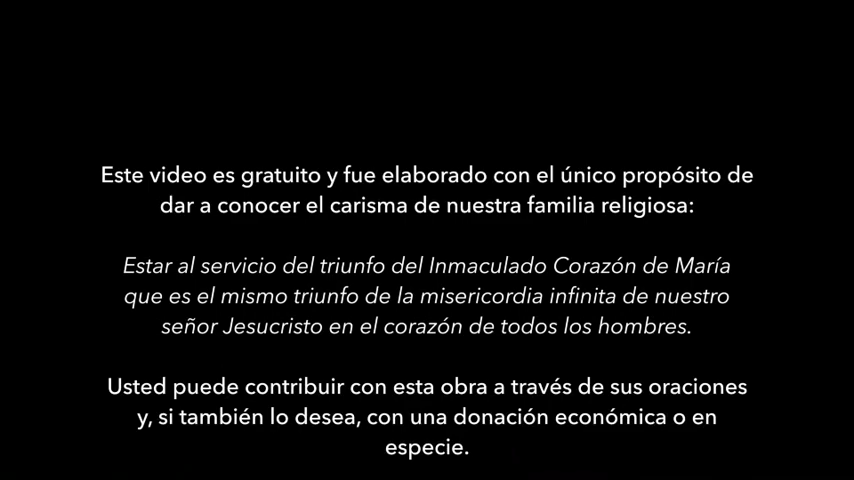 Este video es gratuito y fue elaborado con el único propósito de
dar a conocer el carisma de nuestra familia religiosa:
Estar al servicio del triunfo del Inmaculado Corazón de María
que es el mismo triunfo de la misericordia infinita de nuestro
señor Jesucristo en el corazón de todos los hombres.
Usted puede contribuir con esta obra a través de sus oraciones
y, si también lo desea, con una donación económica o en
especie.